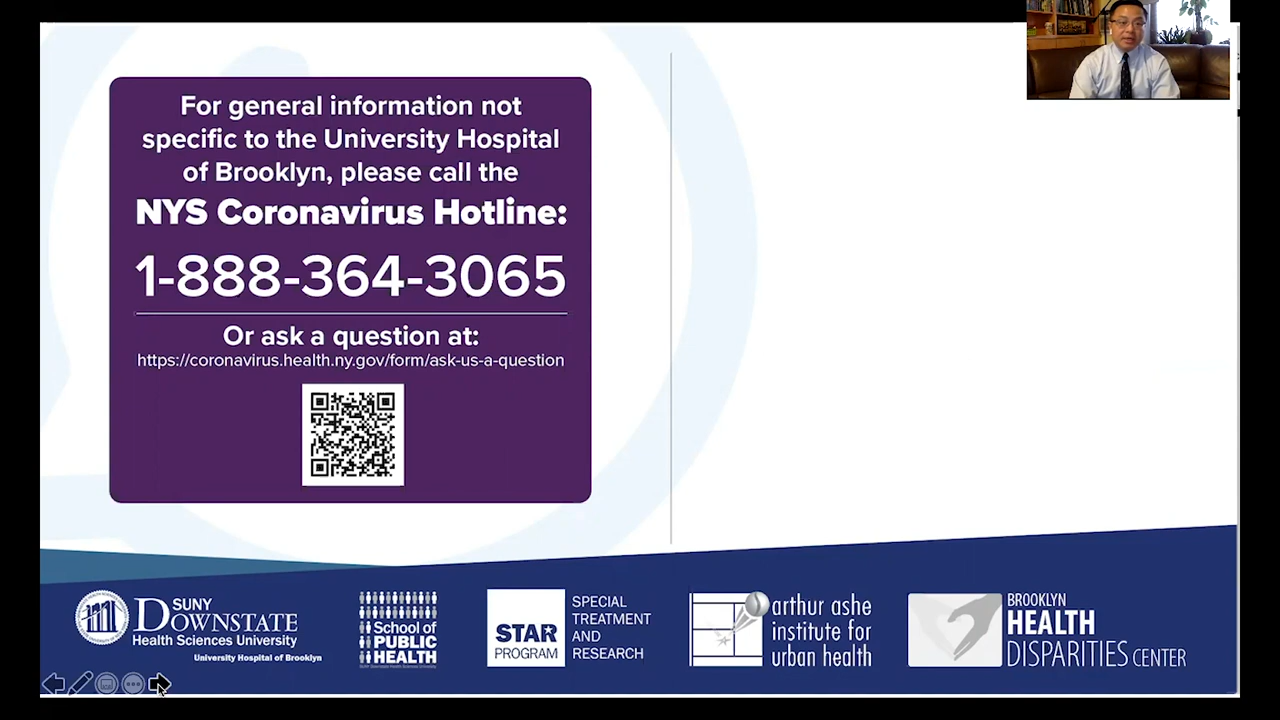 For general information not
specific to the University Hospital
of Brooklyn, please call the
NYS Coronavirus Hotline:
1-888-364-3065
Or ask a question at:
https://coronavirus.health.ny.gov/form/ask-us-a-question
SUNY
DOWNSTATE
Health Sciences University
University Hospital of Brooklyn
School of
PUBLIC
HEALTH
STAR
PROGRAM
SPECIAL
TREATMENT
AND
RESEARCH
arthur ashe
institute for
urban health
BROOKLYN
HEALTH
DISPARITIES CENTER